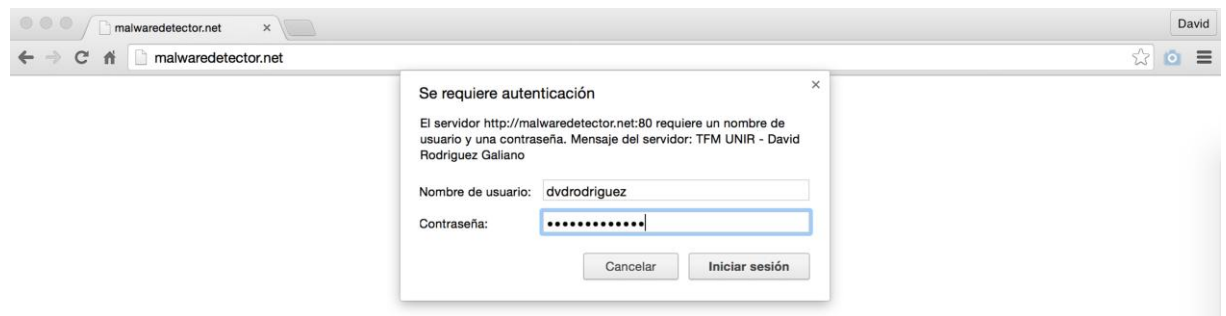 malwaredetector.net
David
malwaredetector.net
Se requiere autenticación
El servidor http://malwaredetector.net:80 requiere un nombre de
usuario y una contraseña. Mensaje del servidor: TFM UNIR - David
Rodriguez Galiano
Nombre de usuario: dvdrodriguez
Contraseña: •••••••••••••
Cancelar Iniciar sesión